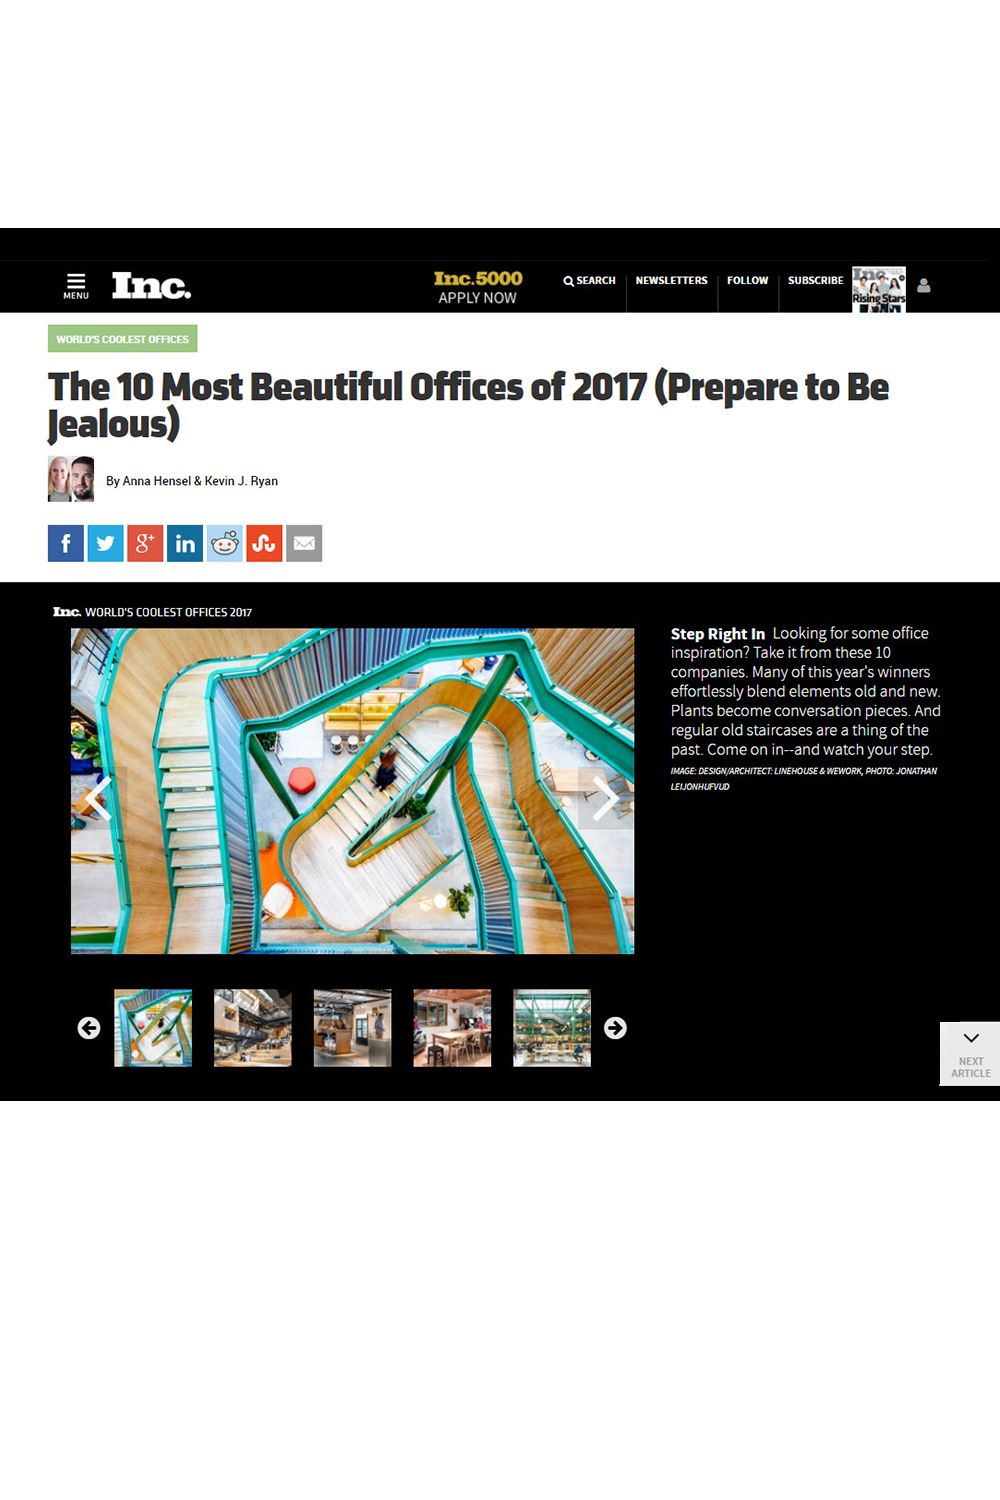 MENU
Inc.
Inc.5000
APPLY NOW
SEARCH
NEWSLETTERS
FOLLOW
SUBSCRIBE
Inc.
Rising Stars
WORLD'S COOLEST OFFICES
The 10 Most Beautiful Offices of 2017 (Prepare to Be
Jealous)
By Anna Hensel & Kevin J. Ryan
f
g+
in
Inc. WORLD'S COOLEST OFFICES 2017
Step Right In Looking for some office
inspiration? Take it from these 10
companies. Many of this year's winners
effortlessly blend elements old and new.
Plants become conversation pieces. And
regular old staircases are a thing of the
past. Come on in--and watch your step.
IMAGE: DESIGN/ARCHITECT: LINEHOUSE & WEWORK, PHOTO: JONATHAN
LEIJONHUFVUD
NEXT
ARTICLE